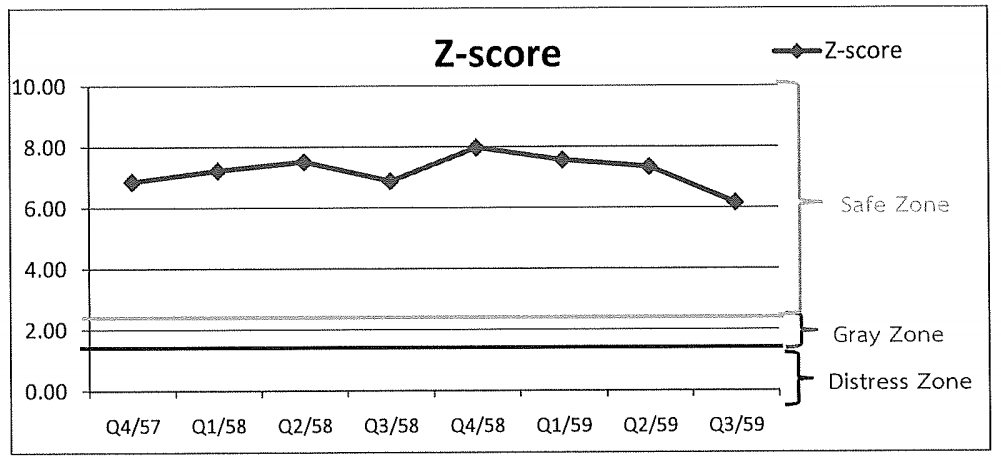 Z-score
Z-score
10.00
8.00
6.00
4.00
2.00
0.00
Safe Zone
Gray Zone
Distress Zone
Q4/57 Q1/58 Q2/58 Q3/58 Q4/58 Q1/59 Q2/59 Q3/59